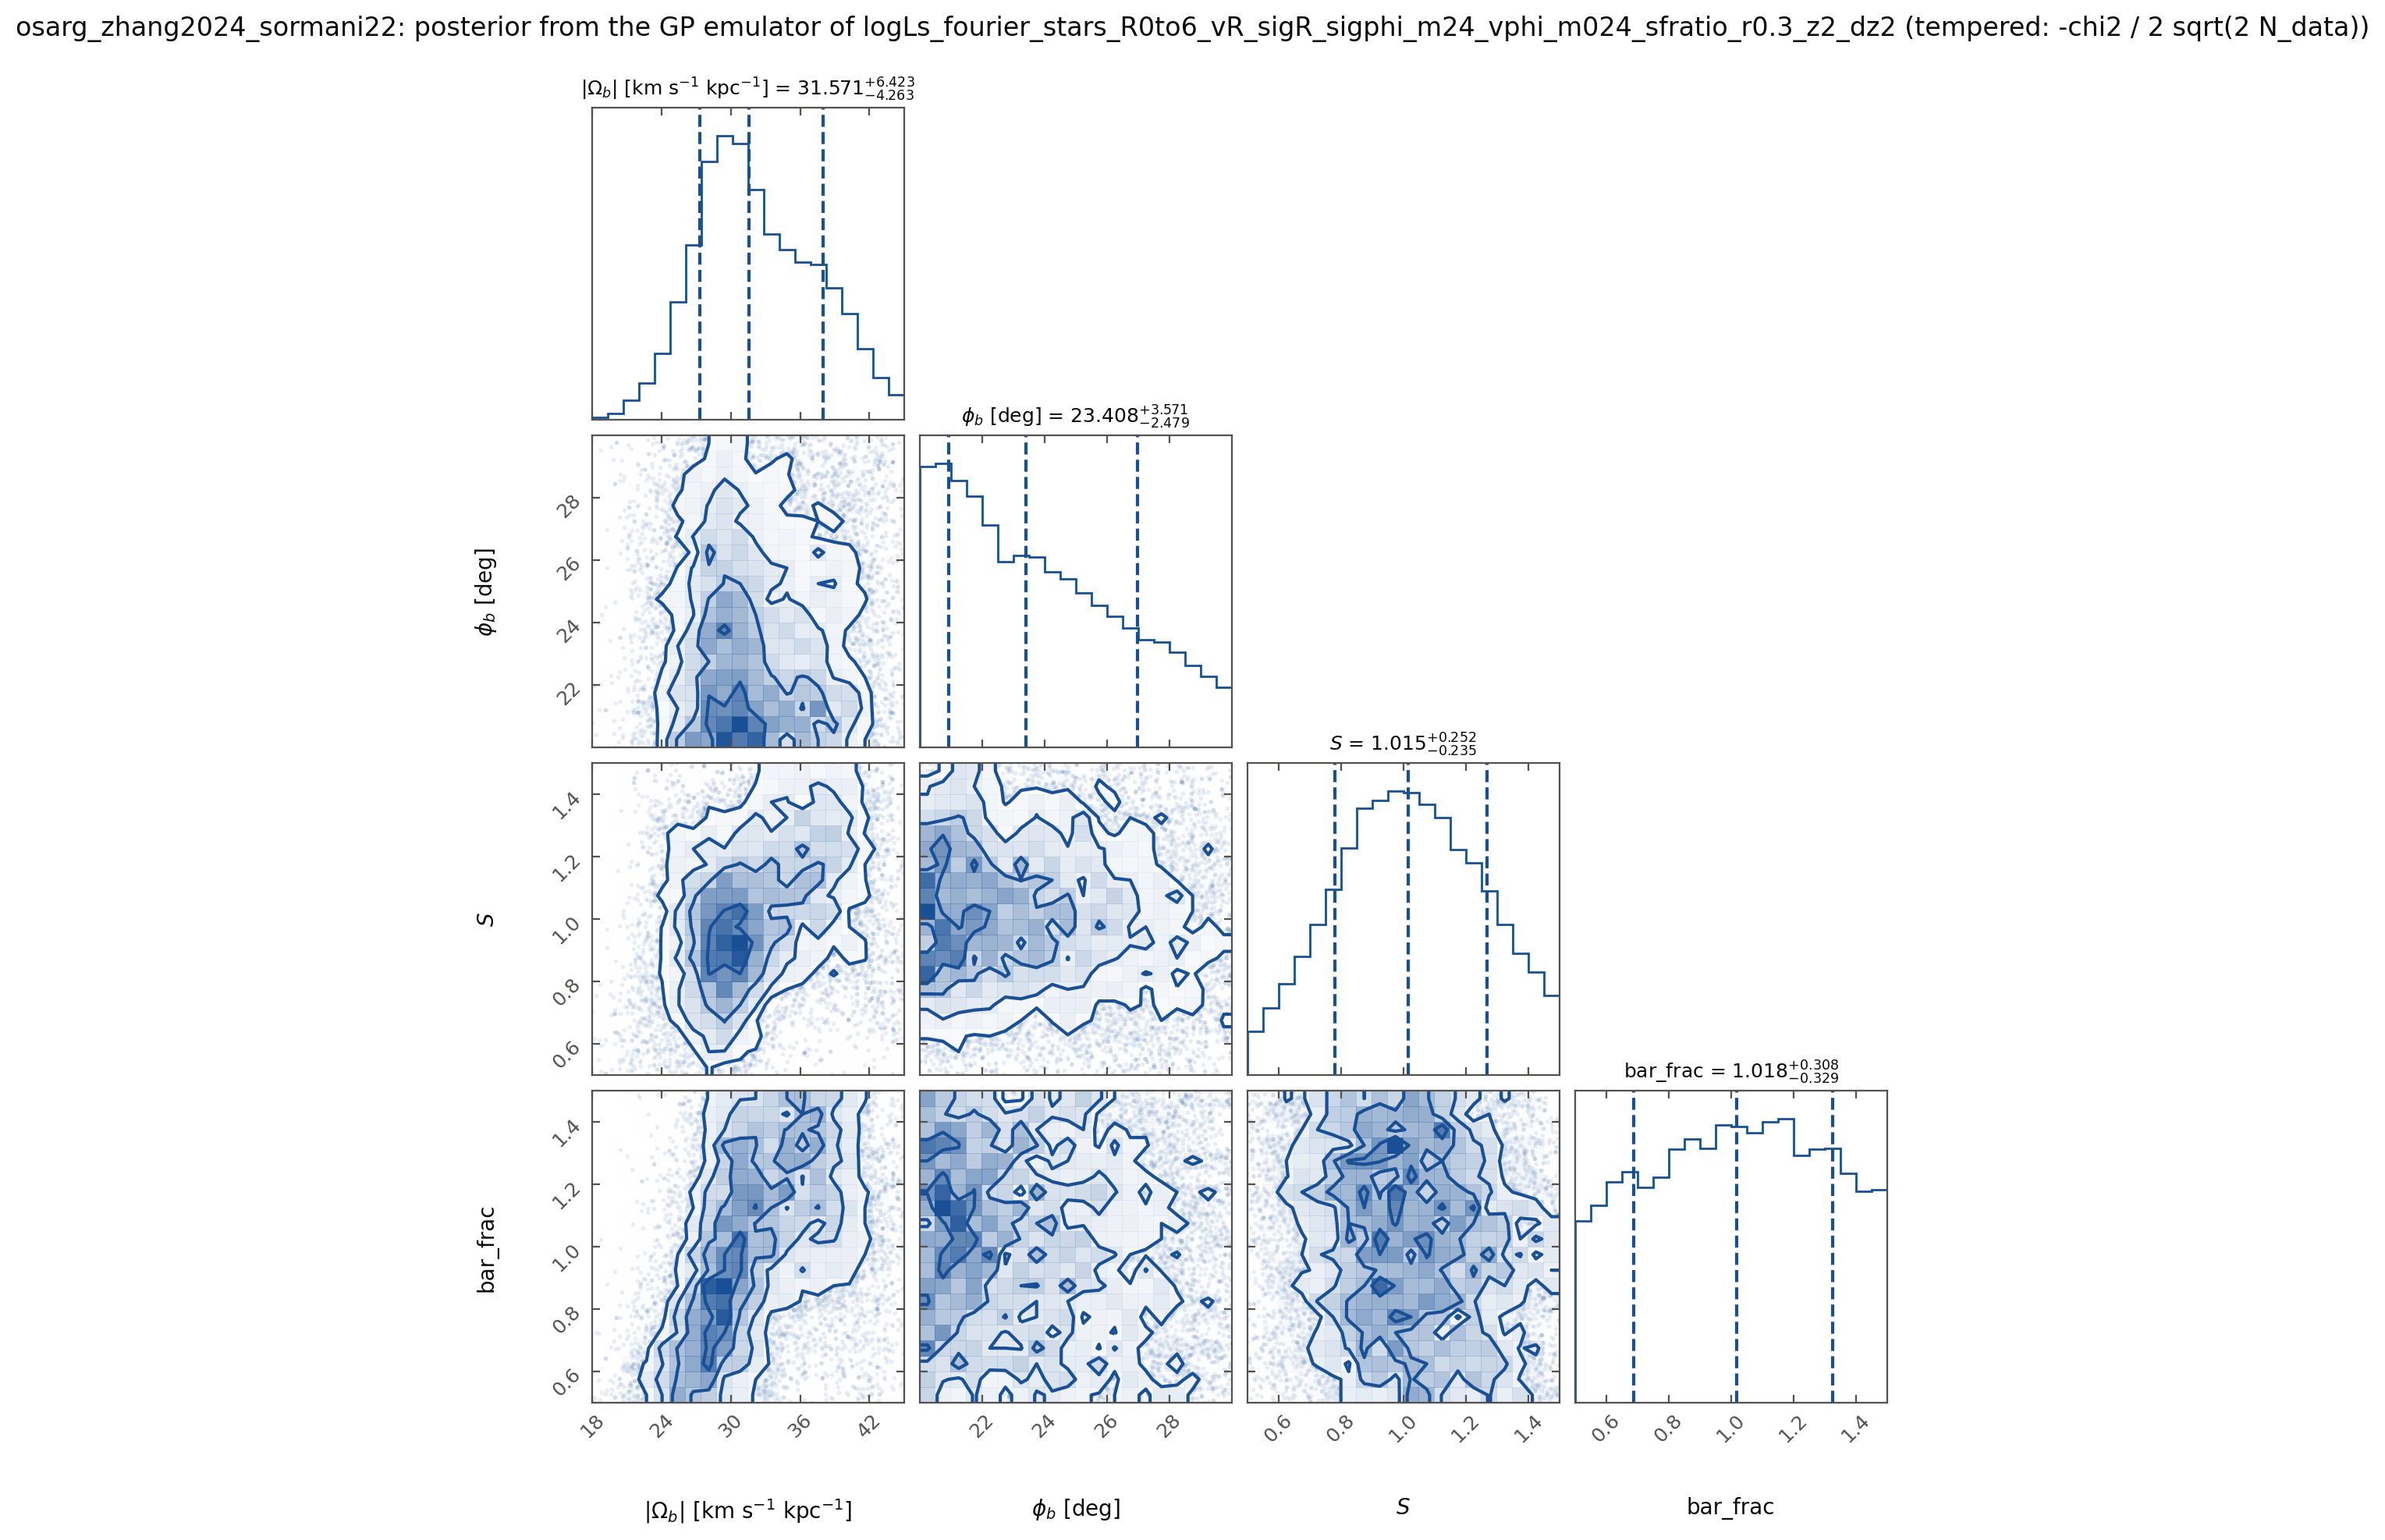 osarg_zhang2024_sormani22: posterior from the GP emulator of logLs_fourier_stars_R0to6_vR_sigR_sigphi_m24_vphi_m024_sfratio_r0.3_z2_dz2 (tempered: -chi2 / 2 sqrt(2 N_data))
|Ω_b| [km s⁻¹ kpc⁻¹] = 31.571^{+6.423}_{−4.263}
ϕ_b [deg] = 23.408^{+3.571}_{−2.479}
28
26
24
22
ϕ_b [deg]
S = 1.015^{+0.252}_{−0.235}
1.4
1.2
1.0
0.8
0.6
S
bar_frac = 1.018^{+0.308}_{−0.329}
1.4
1.2
1.0
0.8
0.6
bar_frac
18 24 30 36 42
22 24 26 28
0.6 0.8 1.0 1.2 1.4
0.6 0.8 1.0 1.2 1.4
|Ω_b| [km s⁻¹ kpc⁻¹]
ϕ_b [deg]
S
bar_frac